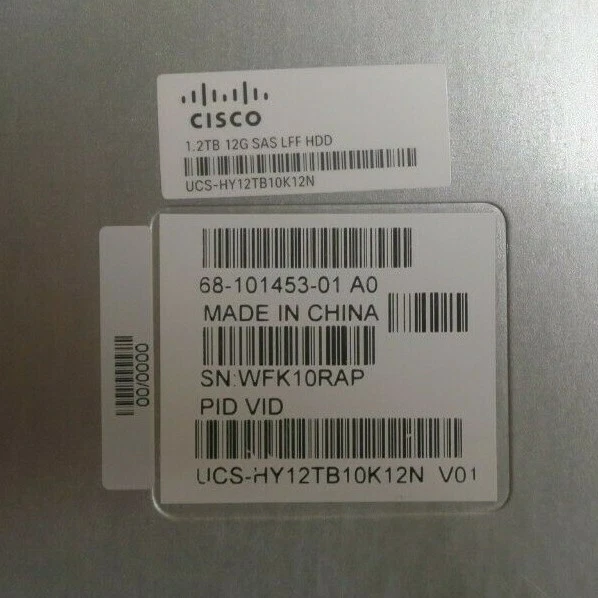 CISCO
1.2TB 12G SAS LFF HDD
UCS-HY12TB10K12N
68-101453-01 A0
MADE IN CHINA
SN:WFK10RAP
PID VID
UCS-HY12TB10K12N V01
00/0000